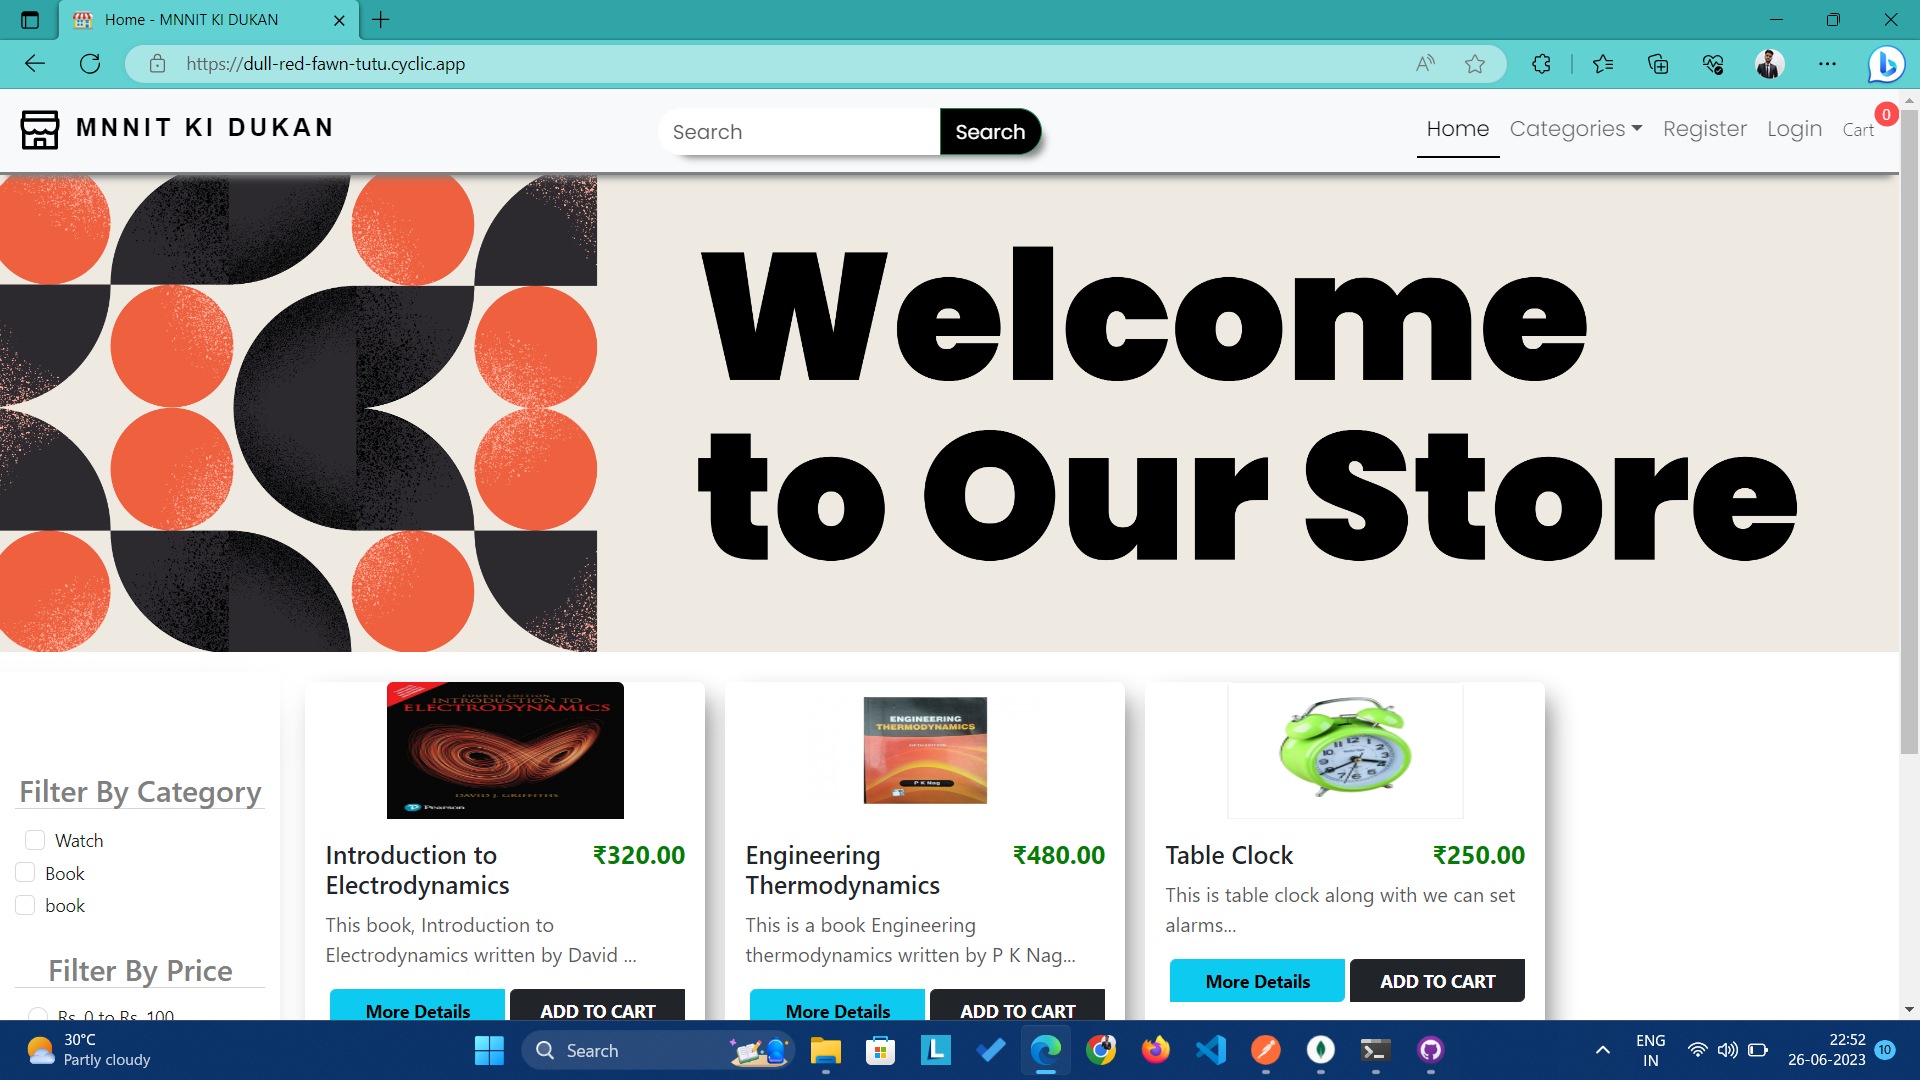 Home - MNNIT KI DUKAN
https://dull-red-fawn-tutu.cyclic.app
MNNIT KI DUKAN
Search
Search
Home
Categories
Register
Login
Cart
0
Welcome
to Our Store
Filter By Category
Watch
Book
book
Filter By Price
Rs. 0 to Rs. 100
FOURTH EDITION
INTRODUCTION TO
ELECTRODYNAMICS
DAVID J. GRIFFITHS
Pearson
Introduction to
Electrodynamics
₹320.00
This book, Introduction to
Electrodynamics written by David ...
More Details
ADD TO CART
ENGINEERING
THERMODYNAMICS
P K Nag
Engineering
Thermodynamics
₹480.00
This is a book Engineering
thermodynamics written by P K Nag...
More Details
ADD TO CART
Table Clock
₹250.00
This is table clock along with we can set
alarms...
More Details
ADD TO CART
30°C
Partly cloudy
Search
ENG
IN
22:52
26-06-2023
10